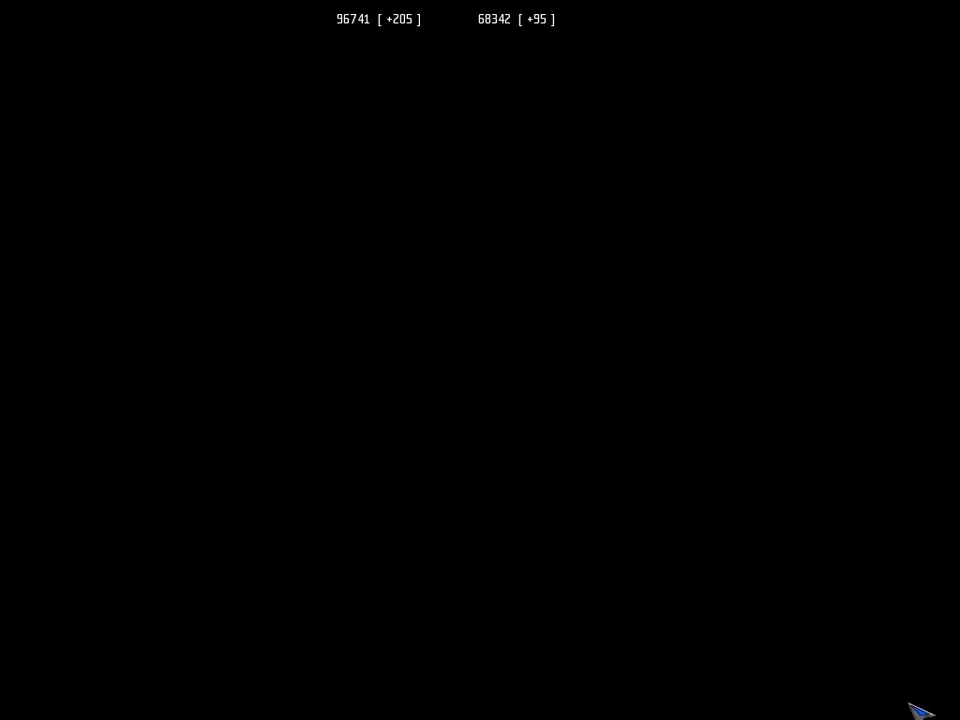 96741 [ +205 ] 68342 [ +95 ]